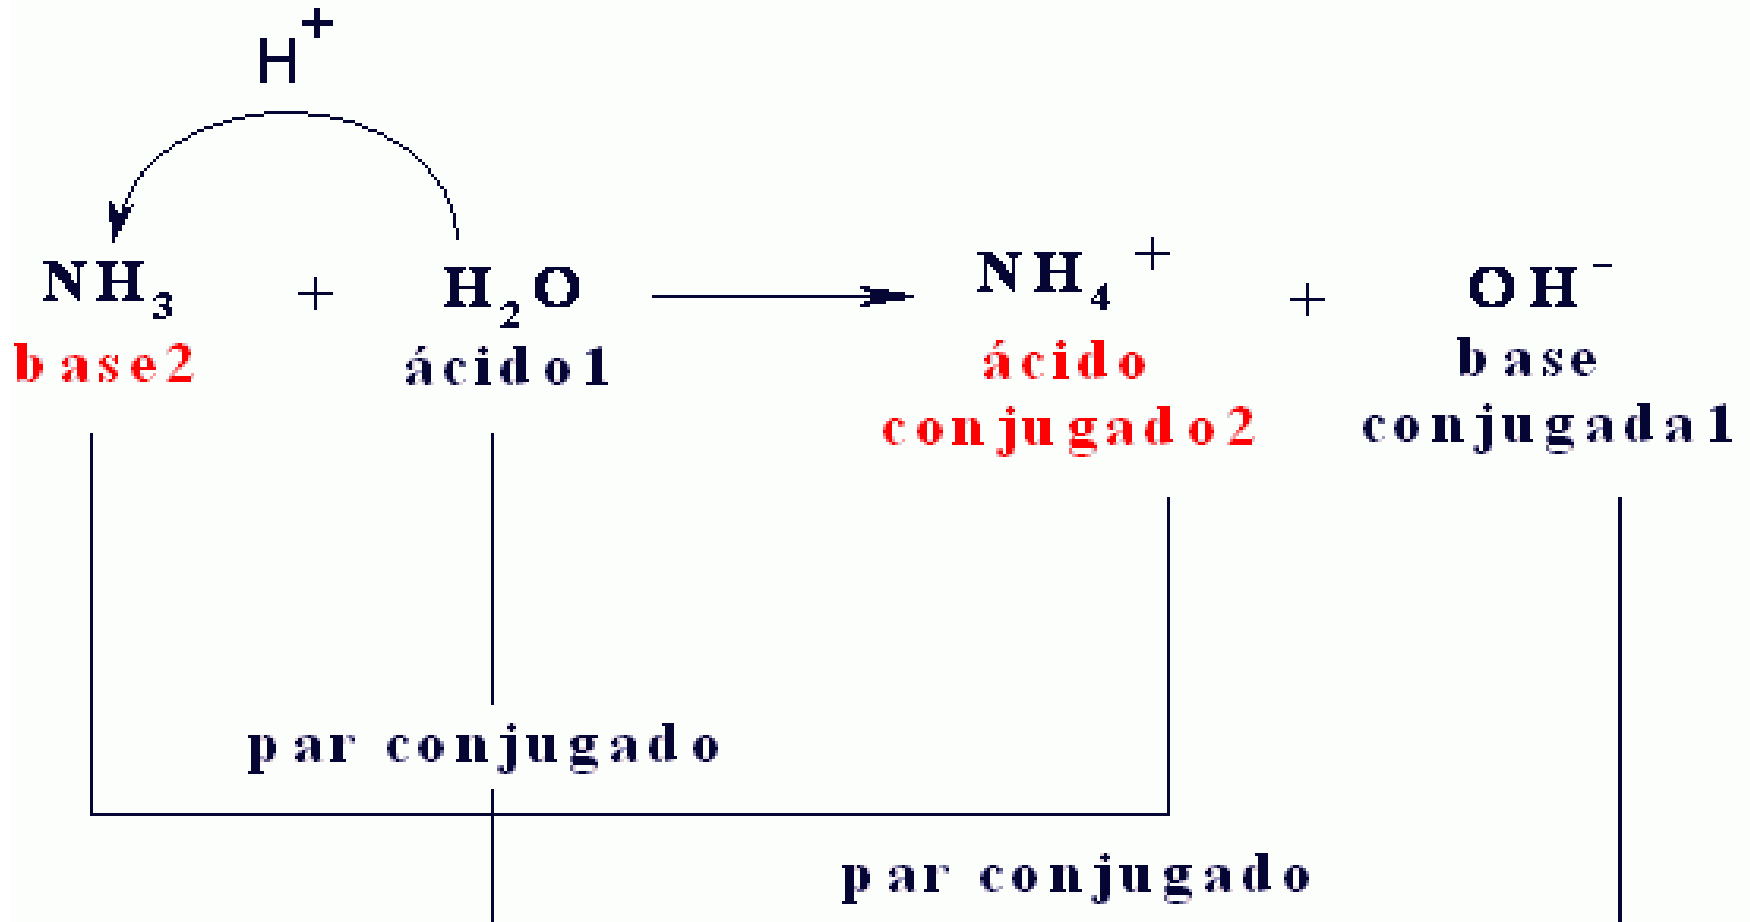 H⁺
NH₃ + H₂O NH₄⁺ + OH⁻
base2 ácido1 ácido base
conjugado2 conjugada1
par conjugado
par conjugado